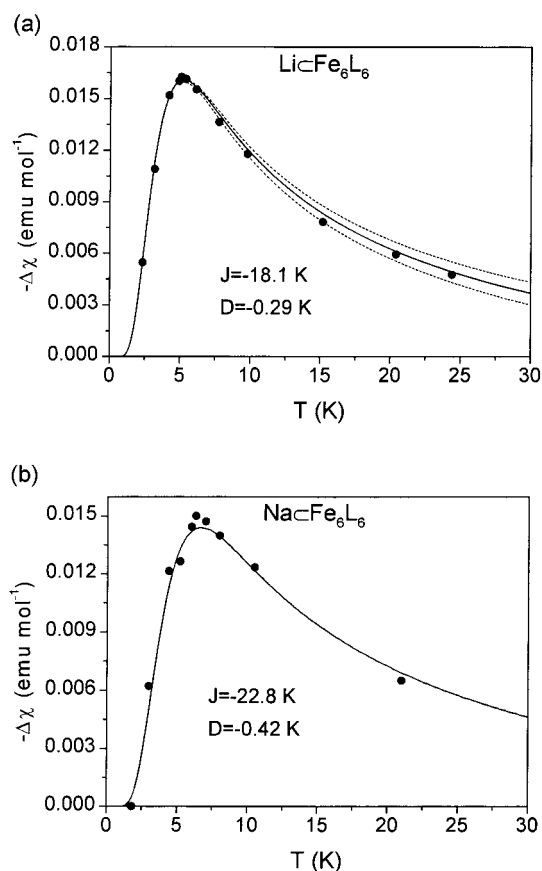 (a)
0.018
0.015
0.012
0.009
0.006
0.003
0.000
-Δχ (emu mol⁻¹)
Li⊂Fe₆L₆
J=-18.1 K
D=-0.29 K
0 5 10 15 20 25 30
T (K)
(b)
0.015
0.012
0.009
0.006
0.003
0.000
-Δχ (emu mol⁻¹)
Na⊂Fe₆L₆
J=-22.8 K
D=-0.42 K
0 5 10 15 20 25 30
T (K)